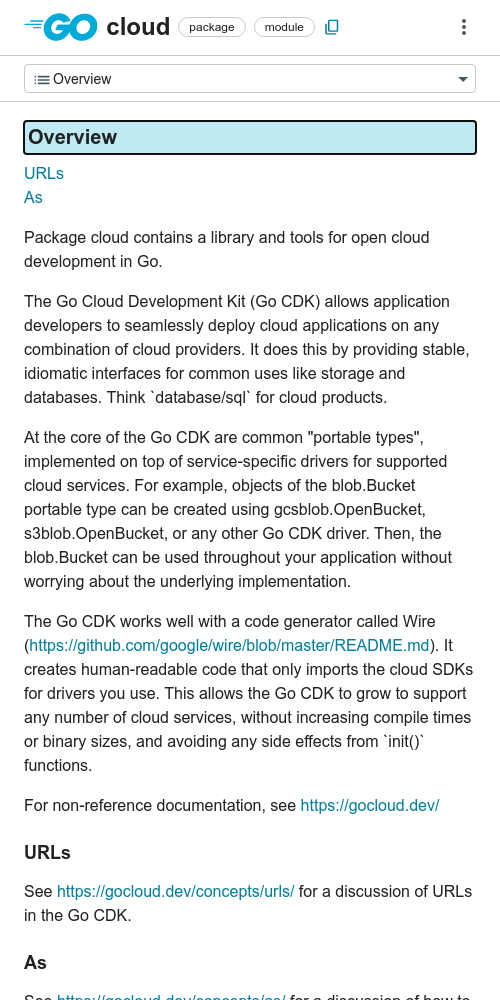 GO cloud package module
Overview
Overview
URLs
As
Package cloud contains a library and tools for open cloud
development in Go.
The Go Cloud Development Kit (Go CDK) allows application
developers to seamlessly deploy cloud applications on any
combination of cloud providers. It does this by providing stable,
idiomatic interfaces for common uses like storage and
databases. Think `database/sql` for cloud products.
At the core of the Go CDK are common "portable types",
implemented on top of service-specific drivers for supported
cloud services. For example, objects of the blob.Bucket
portable type can be created using gcsblob.OpenBucket,
s3blob.OpenBucket, or any other Go CDK driver. Then, the
blob.Bucket can be used throughout your application without
worrying about the underlying implementation.
The Go CDK works well with a code generator called Wire
(https://github.com/google/wire/blob/master/README.md). It
creates human-readable code that only imports the cloud SDKs
for drivers you use. This allows the Go CDK to grow to support
any number of cloud services, without increasing compile times
or binary sizes, and avoiding any side effects from `init()`
functions.
For non-reference documentation, see https://gocloud.dev/
URLs
See https://gocloud.dev/concepts/urls/ for a discussion of URLs
in the Go CDK.
As
See https://gocloud.dev/concepts/as/ for a discussion of how to